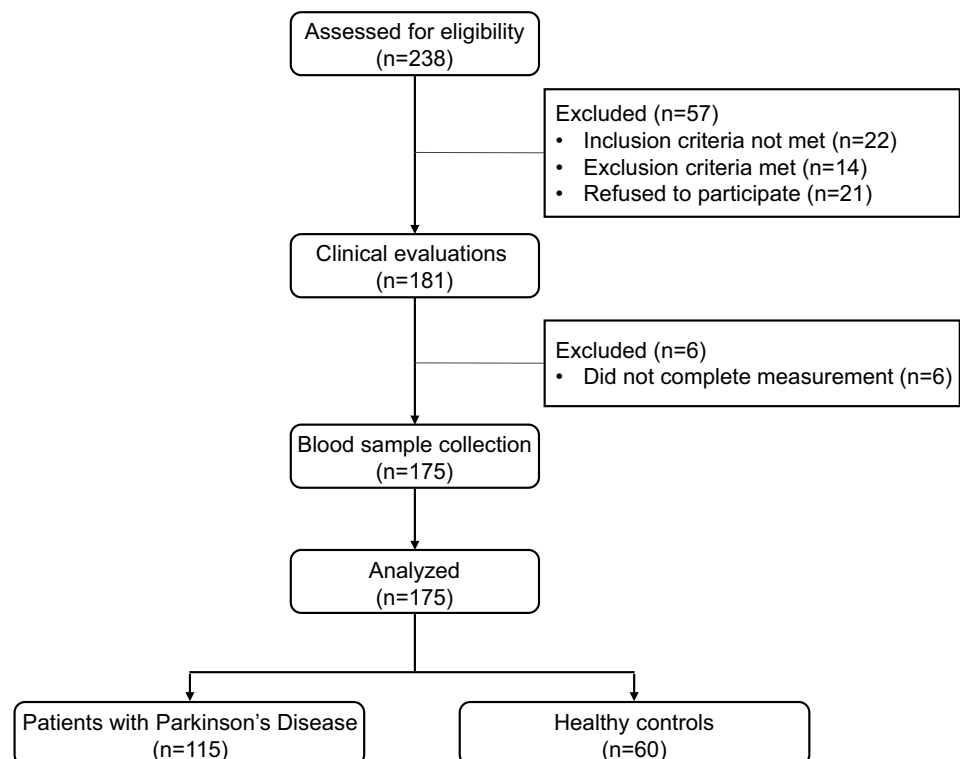 Assessed for eligibility
(n=238)
Excluded (n=57)
• Inclusion criteria not met (n=22)
• Exclusion criteria met (n=14)
• Refused to participate (n=21)
Clinical evaluations
(n=181)
Excluded (n=6)
• Did not complete measurement (n=6)
Blood sample collection
(n=175)
Analyzed
(n=175)
Patients with Parkinson's Disease
(n=115)
Healthy controls
(n=60)